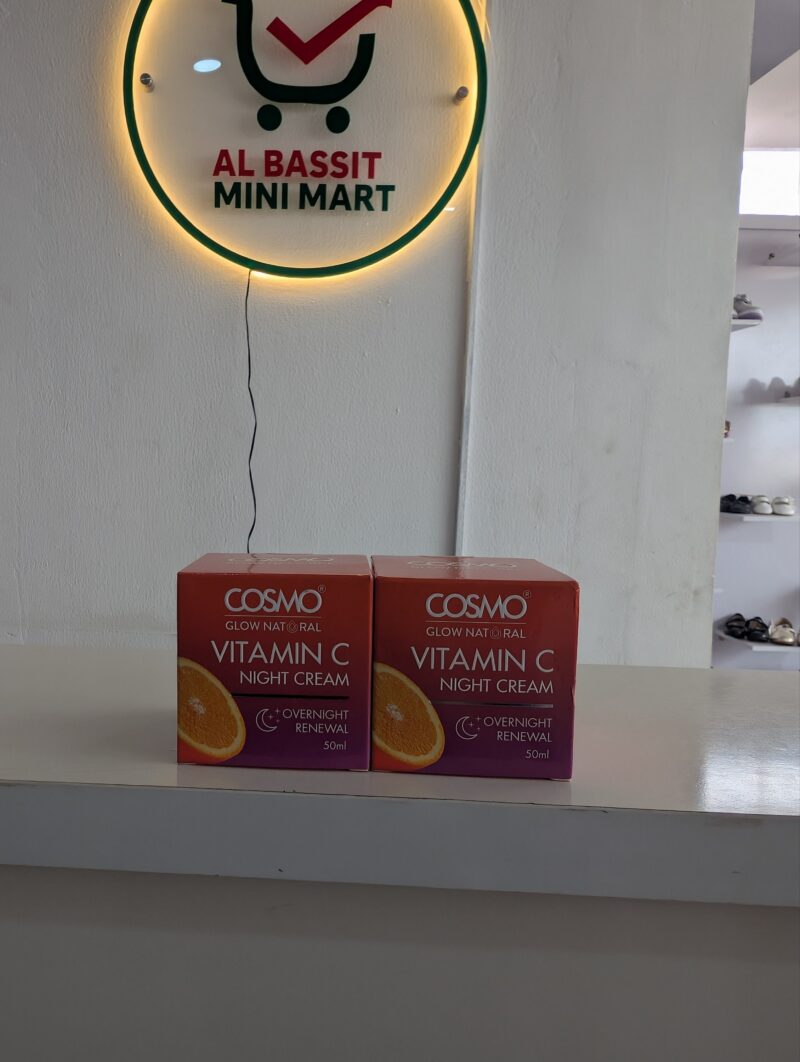 AL BASSIT
MINI MART
COSMO®
GLOW NATURAL
VITAMIN C
NIGHT CREAM
OVERNIGHT
RENEWAL
50ml
COSMO®
GLOW NATURAL
VITAMIN C
NIGHT CREAM
OVERNIGHT
RENEWAL
50ml